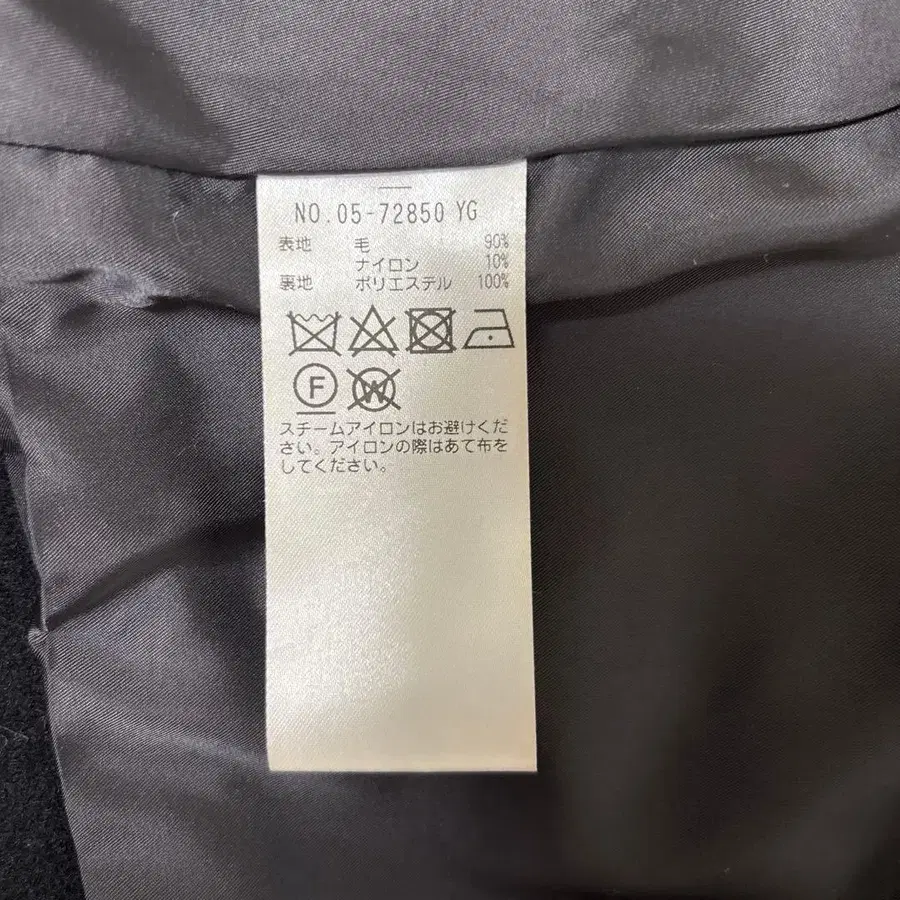 NO.05-72850 YG
表地 毛 90%
ナイロン 10%
裏地 ポリエステル 100%
F W
スチームアイロンはお避けくだ
さい。アイロンの際はあて布を
してください。